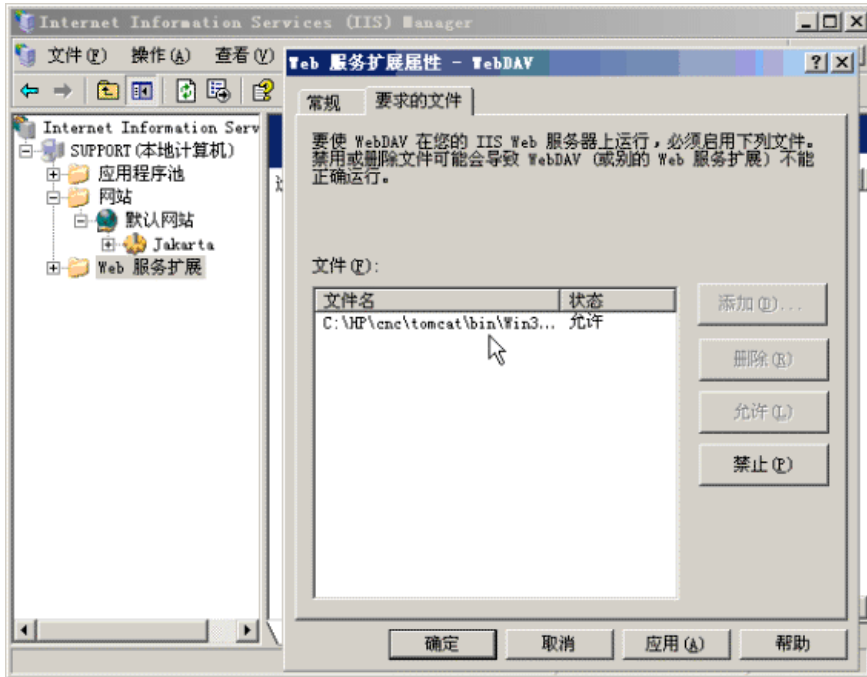 Internet Information Services (IIS) Manager
文件(F) 操作(A) 查看(V)
Internet Information Serv
SUPPORT(本地计算机)
应用程序池
网站
默认网站
Jakarta
Web 服务扩展
Web 服务扩展属性 - WebDAV
常规 要求的文件
要使 WebDAV 在您的 IIS Web 服务器上运行，必须启用下列文件。
禁用或删除文件可能会导致 WebDAV (或别的 Web 服务扩展) 不能
正确运行。
文件(F):
文件名 状态
C:\HP\cnc\tomcat\bin\Win3... 允许
添加(D)...
删除(R)
允许(L)
禁止(P)
确定 取消 应用(A) 帮助